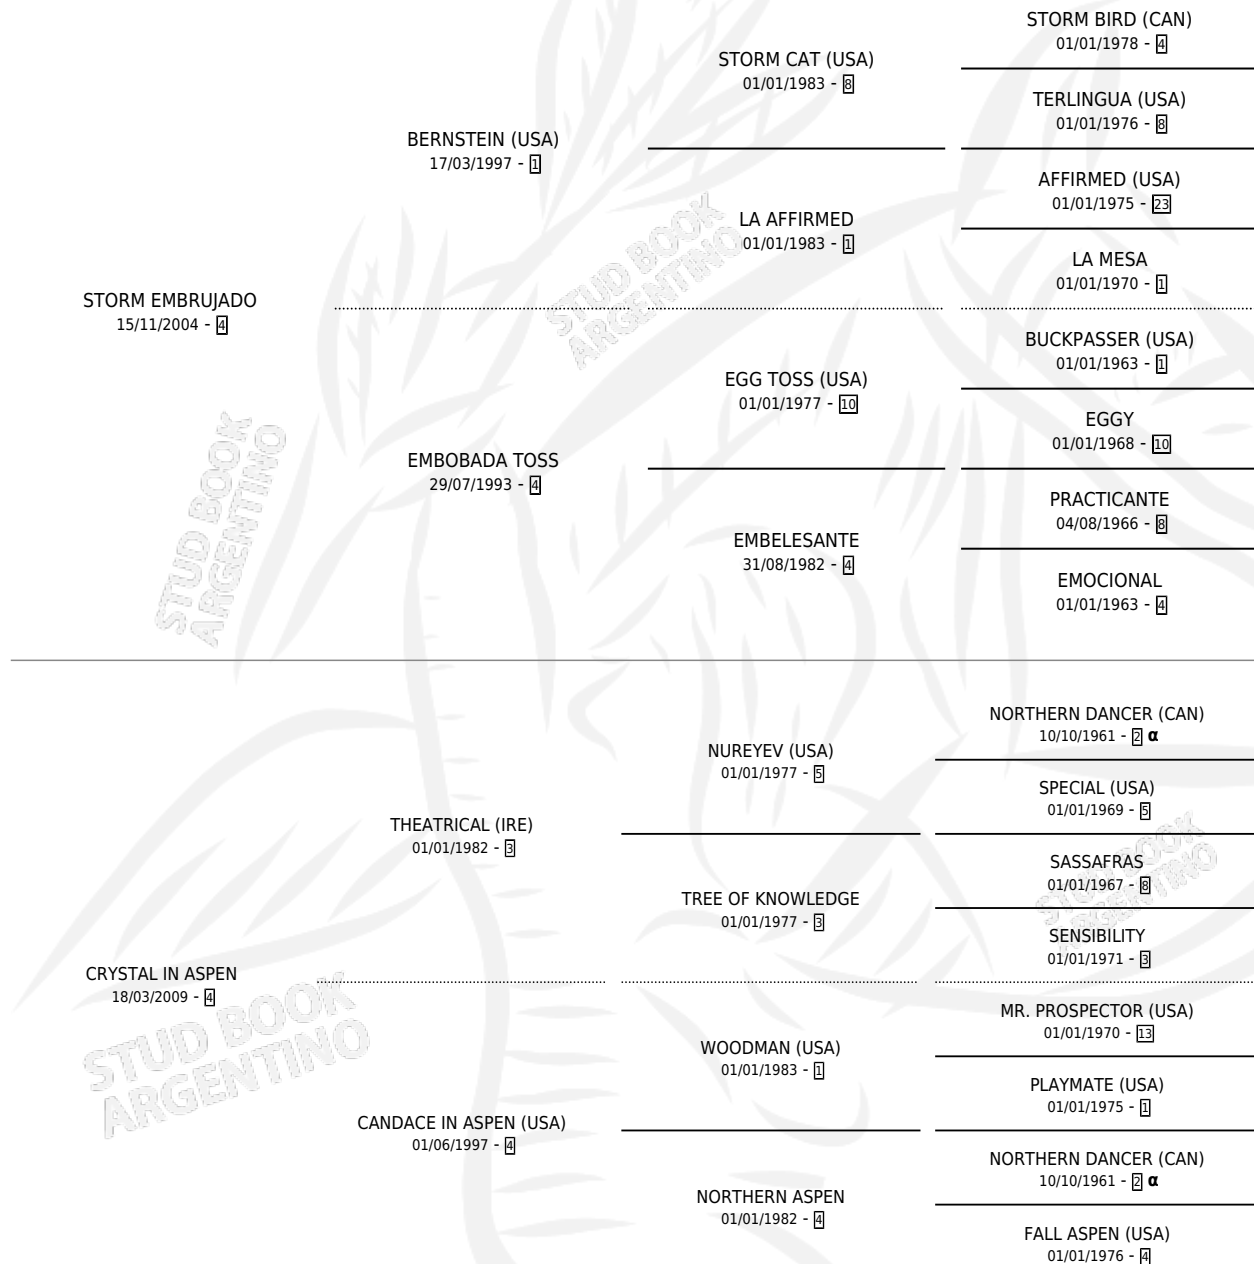 STORM BIRD (CAN)
01/01/1978 - 4
STORM CAT (USA)
01/01/1983 - 8
TERLINGUA (USA)
01/01/1976 - 8
BERNSTEIN (USA)
17/03/1997 - 1
AFFIRMED (USA)
01/01/1975 - 23
LA AFFIRMED
01/01/1983 - 1
LA MESA
01/01/1970 - 1
STORM EMBRUJADO
15/11/2004 - 4
BUCKPASSER (USA)
01/01/1963 - 1
EGG TOSS (USA)
01/01/1977 - 10
EGGY
01/01/1968 - 10
EMBOBADA TOSS
29/07/1993 - 4
PRACTICANTE
04/08/1966 - 8
EMBELESANTE
31/08/1982 - 4
EMOCIONAL
01/01/1963 - 4
STUD BOOK
ARGENTINO
STUD BOOK
ARGENTINO
NORTHERN DANCER (CAN)
10/10/1961 - 2 α
NUREYEV (USA)
01/01/1977 - 5
SPECIAL (USA)
01/01/1969 - 5
THEATRICAL (IRE)
01/01/1982 - 3
SASSAFRAS
01/01/1967 - 8
TREE OF KNOWLEDGE
01/01/1977 - 3
SENSIBILITY
01/01/1971 - 3
CRYSTAL IN ASPEN
18/03/2009 - 4
MR. PROSPECTOR (USA)
01/01/1970 - 13
WOODMAN (USA)
01/01/1983 - 1
PLAYMATE (USA)
01/01/1975 - 1
CANDACE IN ASPEN (USA)
01/06/1997 - 4
NORTHERN DANCER (CAN)
10/10/1961 - 2 α
NORTHERN ASPEN
01/01/1982 - 4
FALL ASPEN (USA)
01/01/1976 - 4
STUD BOOK
ARGENTINO
STUD BOOK
ARGENTINO